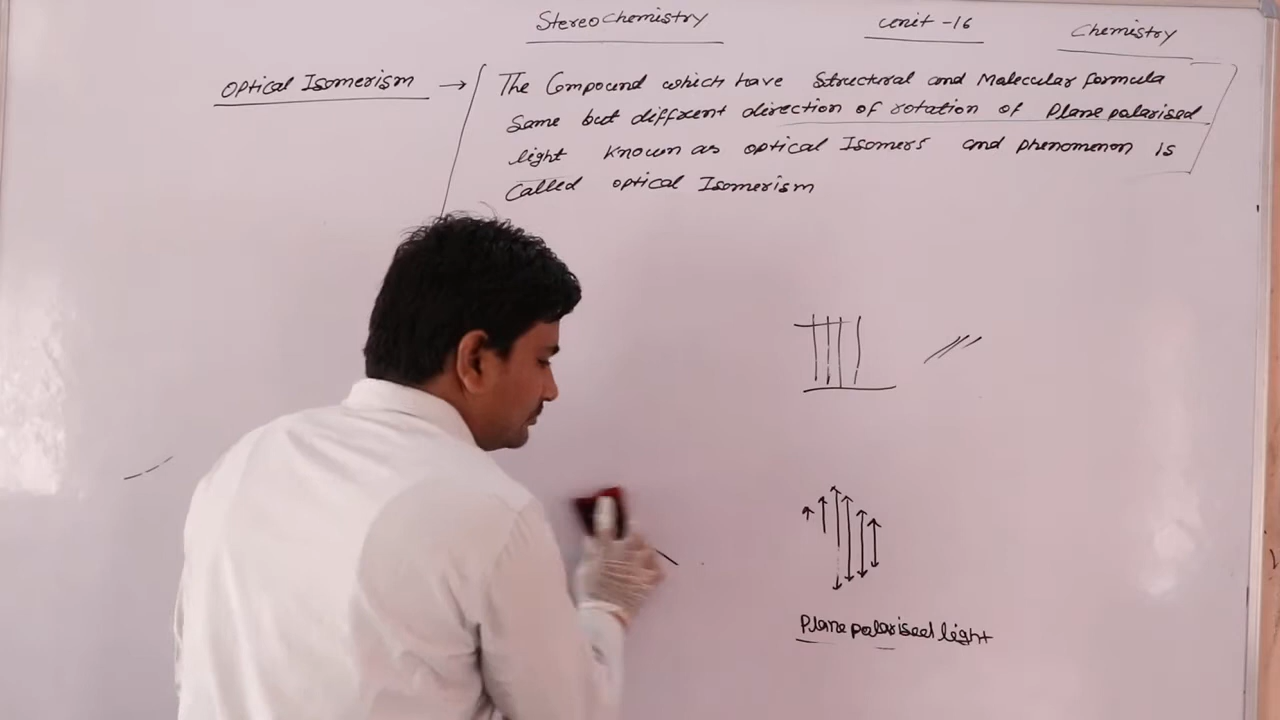 Stereochemistry
Unit -16
Chemistry
Optical Isomerism → The Compound which have Structural and Molecular formula
Same but diffrent direction of rotation of Plane polarised
light known as optical Isomers and phenomenon is
Called optical Isomerism
Plane polarised light